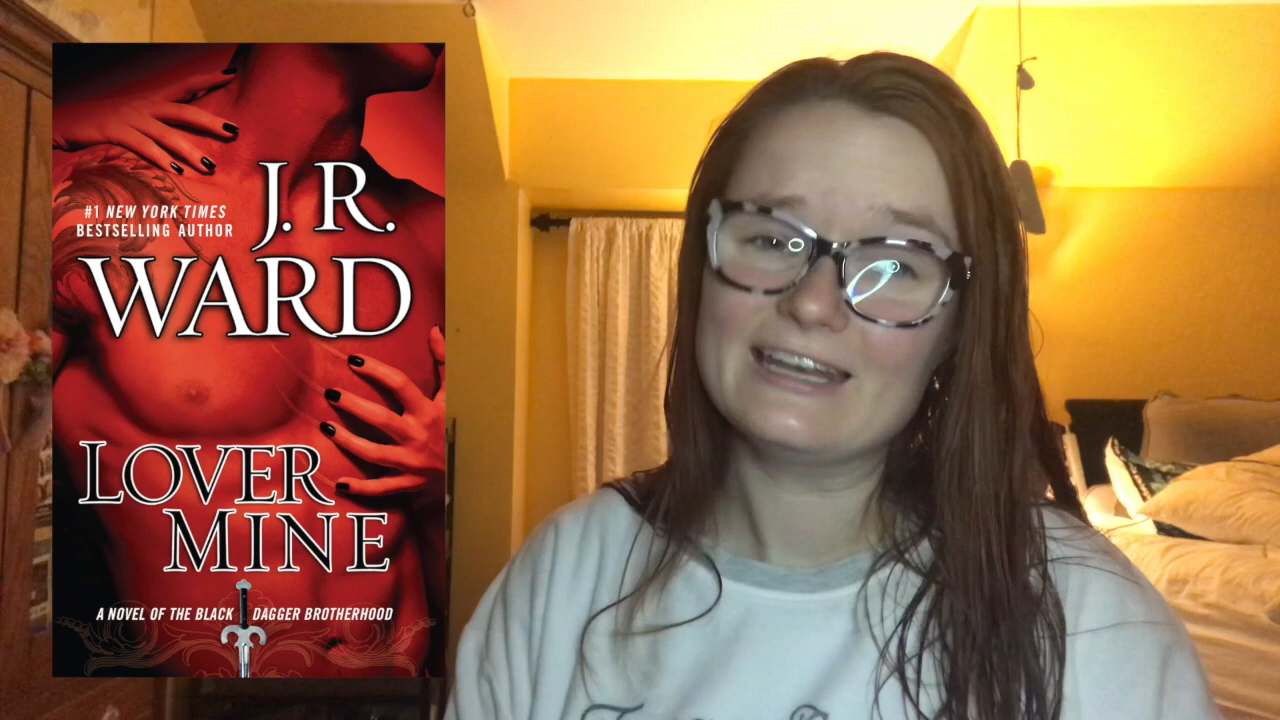 #1 NEW YORK TIMES
BESTSELLING AUTHOR
J. R.
WARD
LOVER
MINE
A NOVEL OF THE BLACK DAGGER BROTHERHOOD